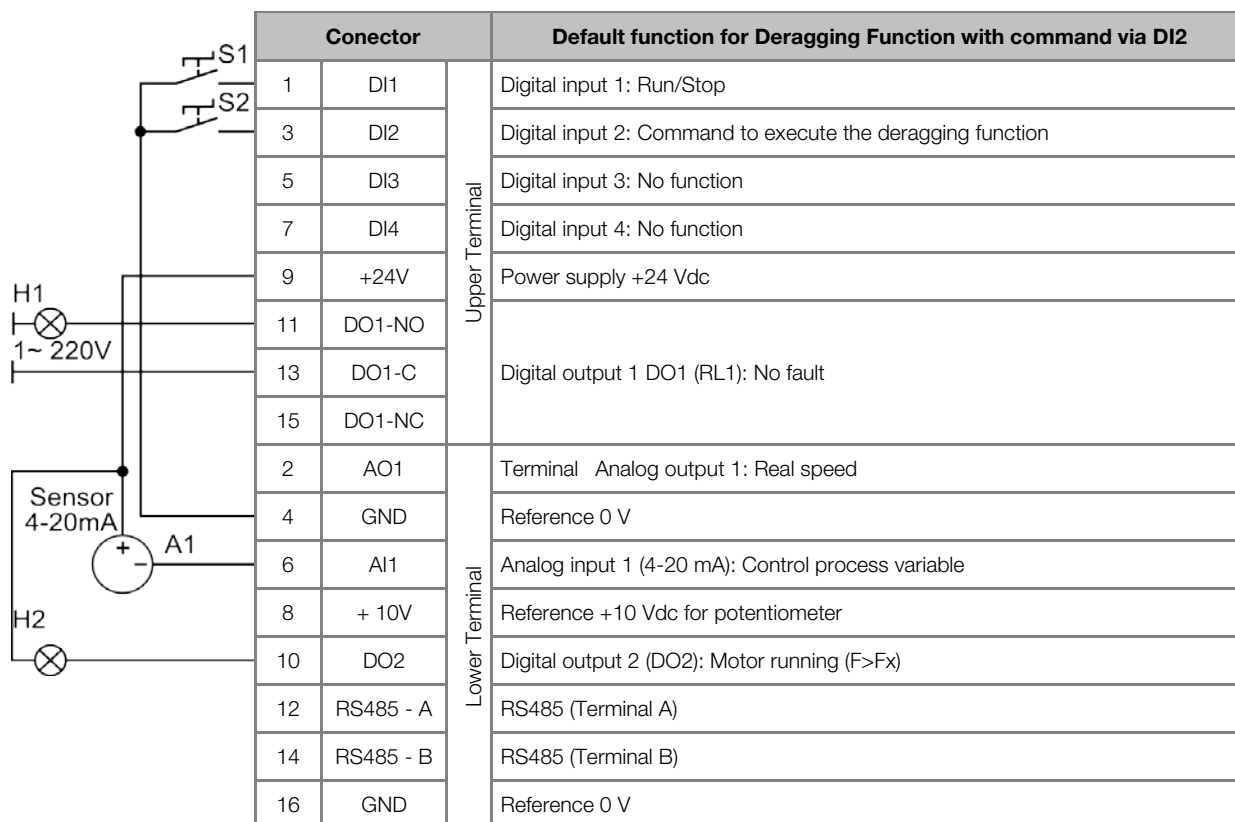 Conector Default function for Deragging Function with command via DI2
S1
1 DI1 Digital input 1: Run/Stop
S2
3 DI2 Digital input 2: Command to execute the deragging function
5 DI3 Digital input 3: No function
7 DI4 Digital input 4: No function
Upper Terminal
9 +24V Power supply +24 Vdc
H1
11 DO1-NO
1~ 220V
13 DO1-C Digital output 1 DO1 (RL1): No fault
15 DO1-NC
2 AO1 Terminal Analog output 1: Real speed
Sensor
4-20mA
4 GND Reference 0 V
+
-
A1
6 AI1 Analog input 1 (4-20 mA): Control process variable
Lower Terminal
8 + 10V Reference +10 Vdc for potentiometer
H2
10 DO2 Digital output 2 (DO2): Motor running (F>Fx)
12 RS485 - A RS485 (Terminal A)
14 RS485 - B RS485 (Terminal B)
16 GND Reference 0 V